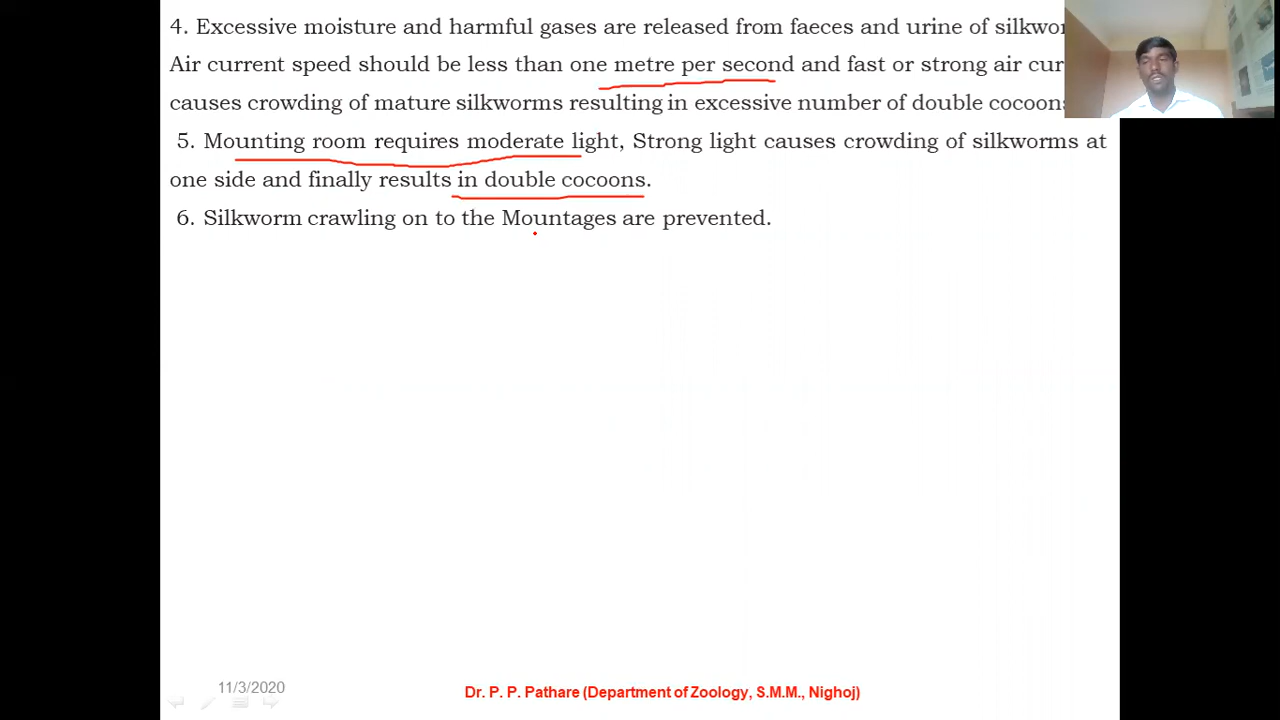 4. Excessive moisture and harmful gases are released from faeces and urine of
Air current speed should be less than one metre per second and fast or strong air
causes crowding of mature silkworms resulting in excessive number of double cocoons
5. Mounting room requires moderate light, Strong light causes crowding of silkworms at
one side and finally results in double cocoons.
6. Silkworm crawling on to the Mountages are prevented.
11/3/2020
Dr. P. P. Pathare (Department of Zoology, S.M.M., Nighoj)